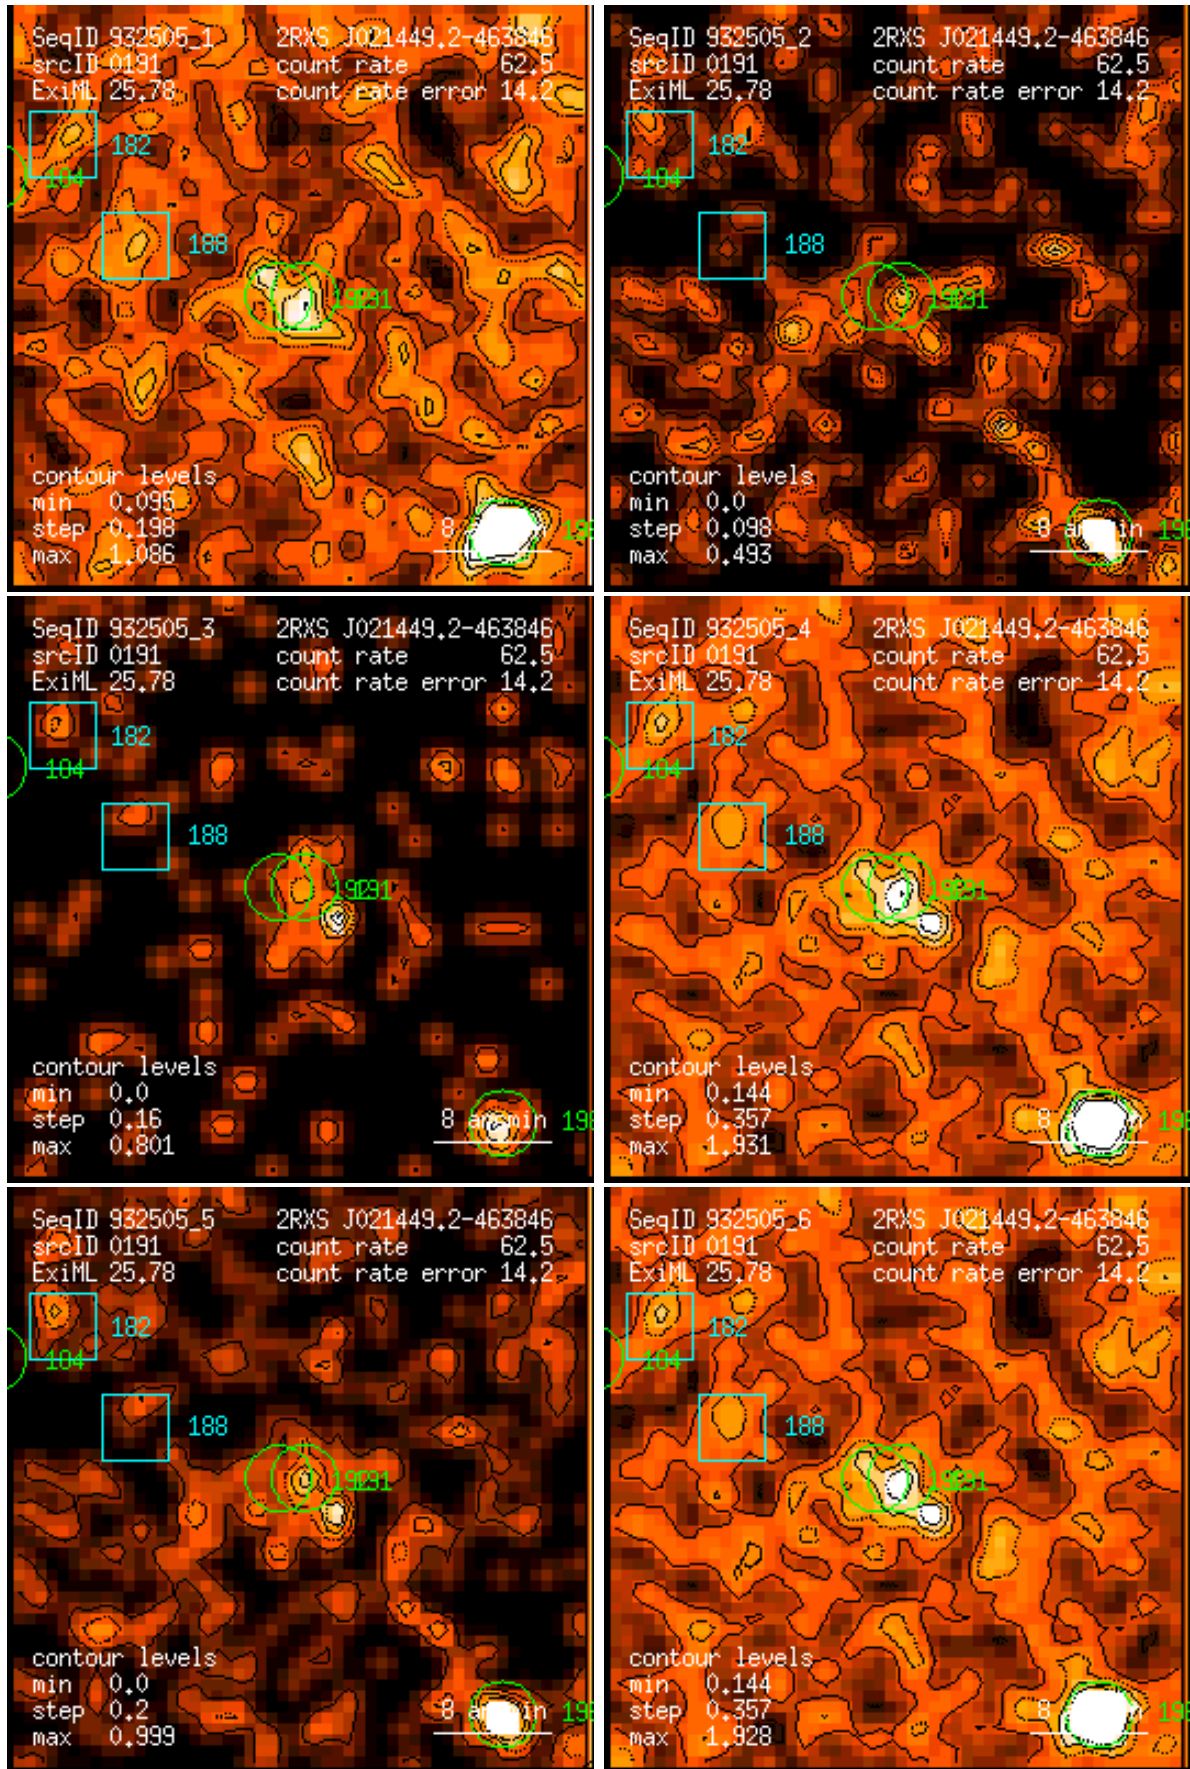 SeqID 932505_1 2RXS J021449.2-463846
srcID 0191 count rate 62.5
ExiML 25.78 count rate error 14.2
182
104
188
contour levels
min 0.095
step 0.198
max 1.086
8
SeqID 932505_2 2RXS J021449.2-463846
srcID 0191 count rate 62.5
ExiML 25.78 count rate error 14.2
182
104
188
contour levels
min 0.0
step 0.098
max 0.493
8 arcmin
SeqID 932505_3 2RXS J021449.2-463846
srcID 0191 count rate 62.5
ExiML 25.78 count rate error 14.2
182
104
188
contour levels
min 0.0
step 0.16
max 0.801
8 arcmin
SeqID 932505_4 2RXS J021449.2-463846
srcID 0191 count rate 62.5
ExiML 25.78 count rate error 14.2
182
104
188
contour levels
min 0.144
step 0.357
max 1.931
8
SeqID 932505_5 2RXS J021449.2-463846
srcID 0191 count rate 62.5
ExiML 25.78 count rate error 14.2
182
104
188
contour levels
min 0.0
step 0.2
max 0.999
8 arcmin
SeqID 932505_6 2RXS J021449.2-463846
srcID 0191 count rate 62.5
ExiML 25.78 count rate error 14.2
182
104
188
contour levels
min 0.144
step 0.357
max 1.928
8